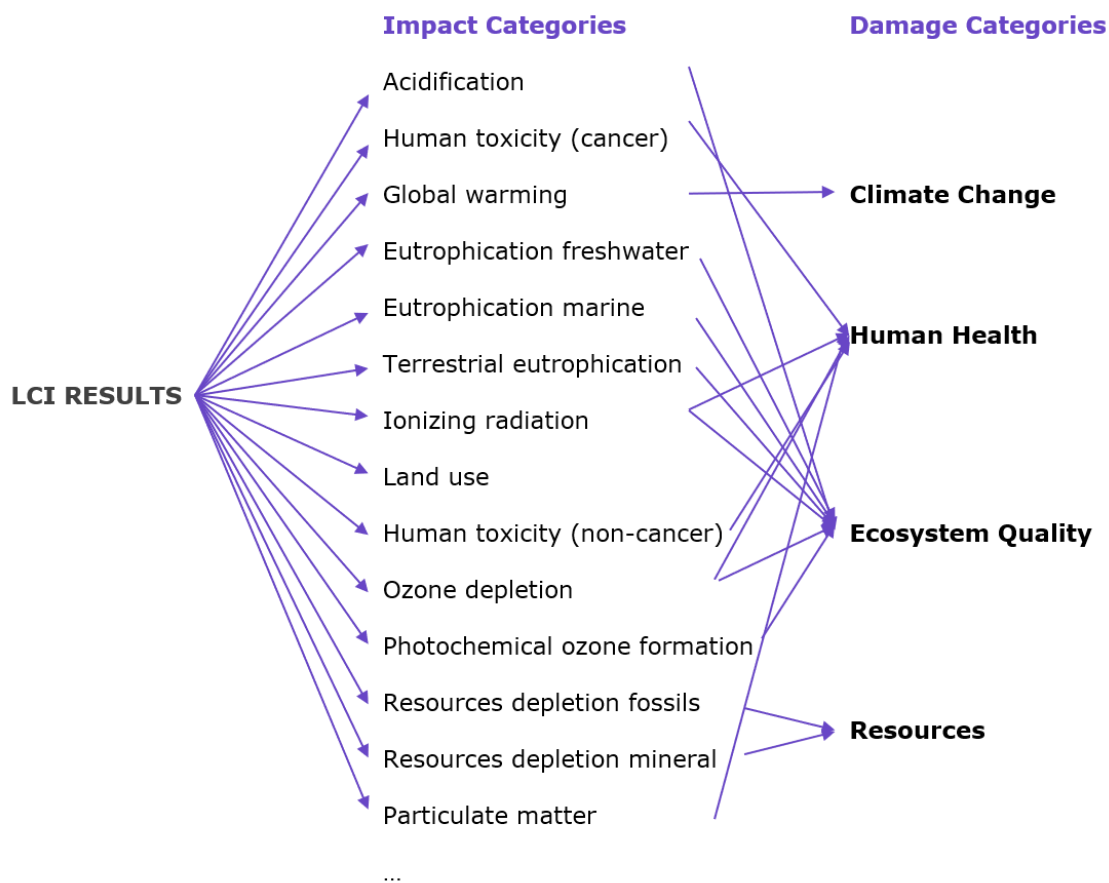 Impact Categories
Damage Categories
Acidification
Human toxicity (cancer)
Global warming
Climate Change
Eutrophication freshwater
Eutrophication marine
Human Health
Terrestrial eutrophication
LCI RESULTS
Ionizing radiation
Land use
Human toxicity (non-cancer)
Ecosystem Quality
Ozone depletion
Photochemical ozone formation
Resources depletion fossils
Resources
Resources depletion mineral
Particulate matter
...